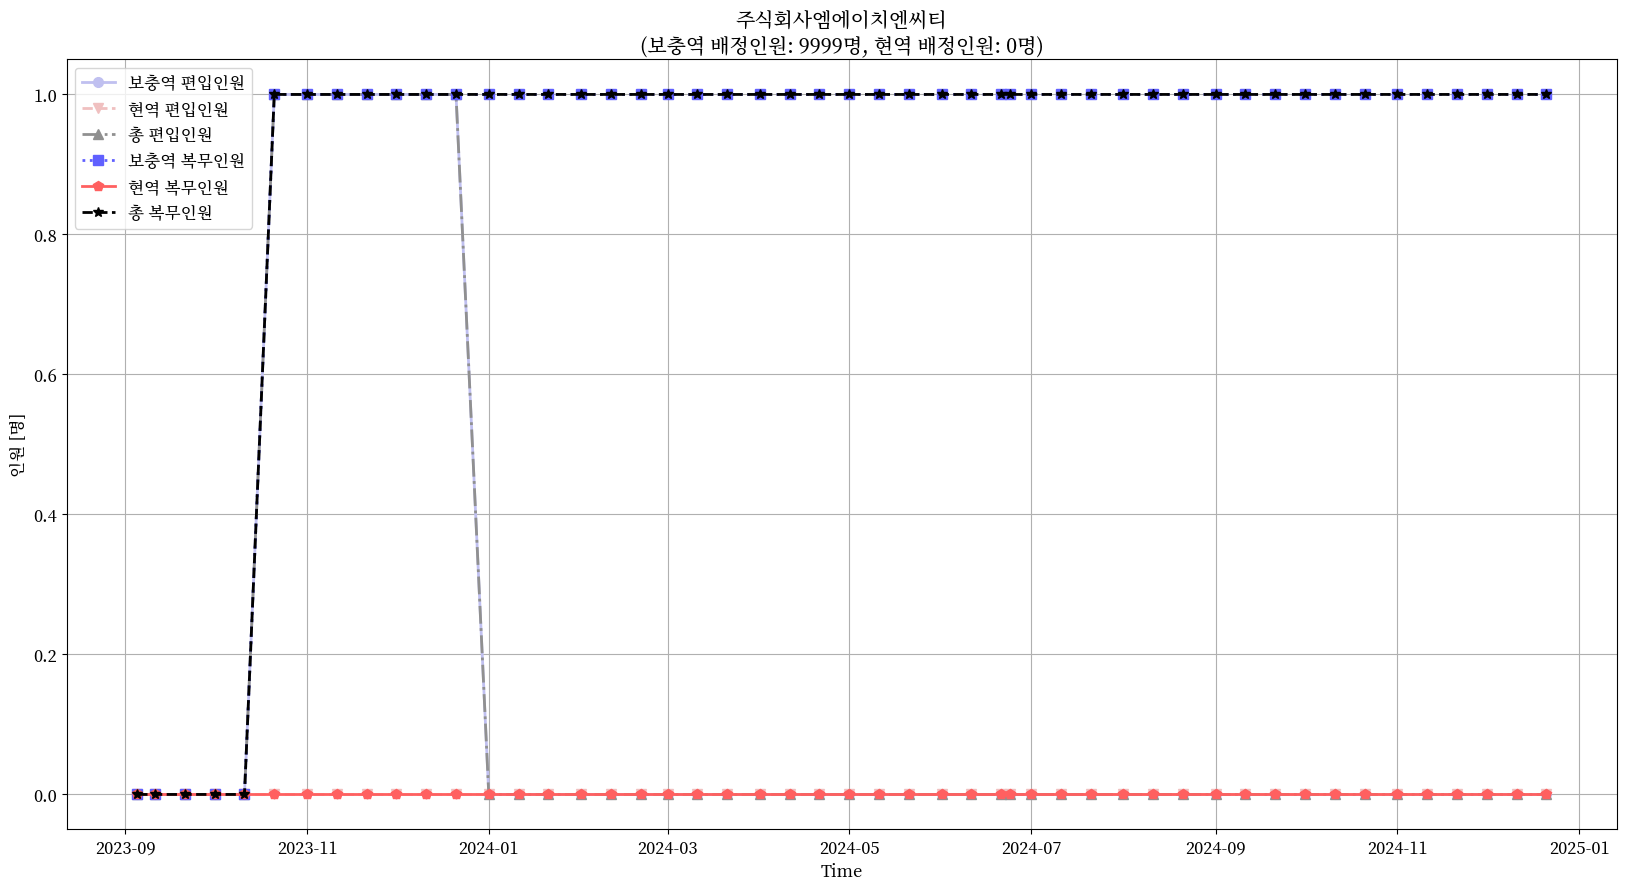 주식회사엠에이치엔씨티
(보충역 배정인원: 9999명, 현역 배정인원: 0명)
보충역 편입인원
현역 편입인원
총 편입인원
보충역 복무인원
현역 복무인원
총 복무인원
1.0
0.8
0.6
0.4
0.2
0.0
인원 [명]
2023-09 2023-11 2024-01 2024-03 2024-05 2024-07 2024-09 2024-11 2025-01
Time